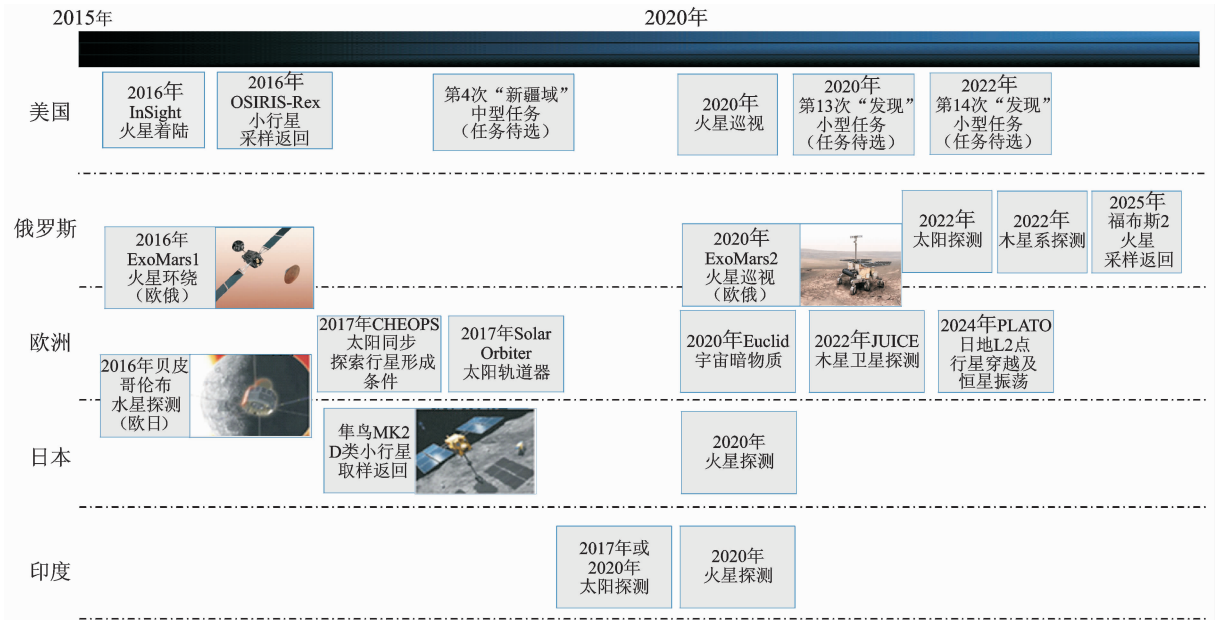 2015年
2020年
美国
2016年
InSight
火星着陆
2016年
OSIRIS-Rex
小行星
采样返回
第4次“新疆域”
中型任务
(任务待选)
2020年
火星巡视
2020年
第13次“发现”
小型任务
(任务待选)
2022年
第14次“发现”
小型任务
(任务待选)
俄罗斯
2016年
ExoMars1
火星环绕
(欧俄)
2020年
ExoMars2
火星巡视
(欧俄)
2022年
太阳探测
2022年
木星系探测
2025年
福布斯2
火星
采样返回
欧洲
2016年贝皮
哥伦布
水星探测
(欧日)
2017年CHEOPS
太阳同步
探索行星形成
条件
2017年Solar
Orbiter
太阳轨道器
2020年Euclid
宇宙暗物质
2022年JUICE
木星卫星探测
2024年PLATO
日地L2点
行星穿越及
恒星振荡
日本
隼鸟MK2
D类小行星
取样返回
2020年
火星探测
印度
2017年或
2020年
太阳探测
2020年
火星探测